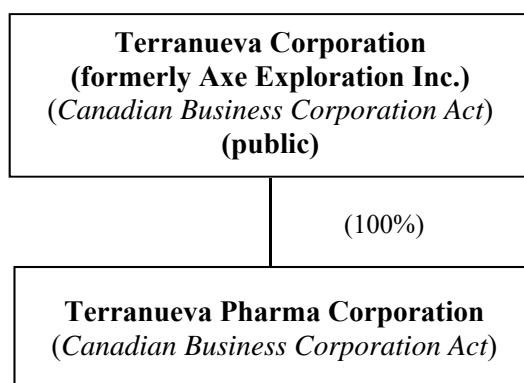 Terranueva Corporation
(formerly Axe Exploration Inc.)
(Canadian Business Corporation Act)
(public)
(100%)
Terranueva Pharma Corporation
(Canadian Business Corporation Act)